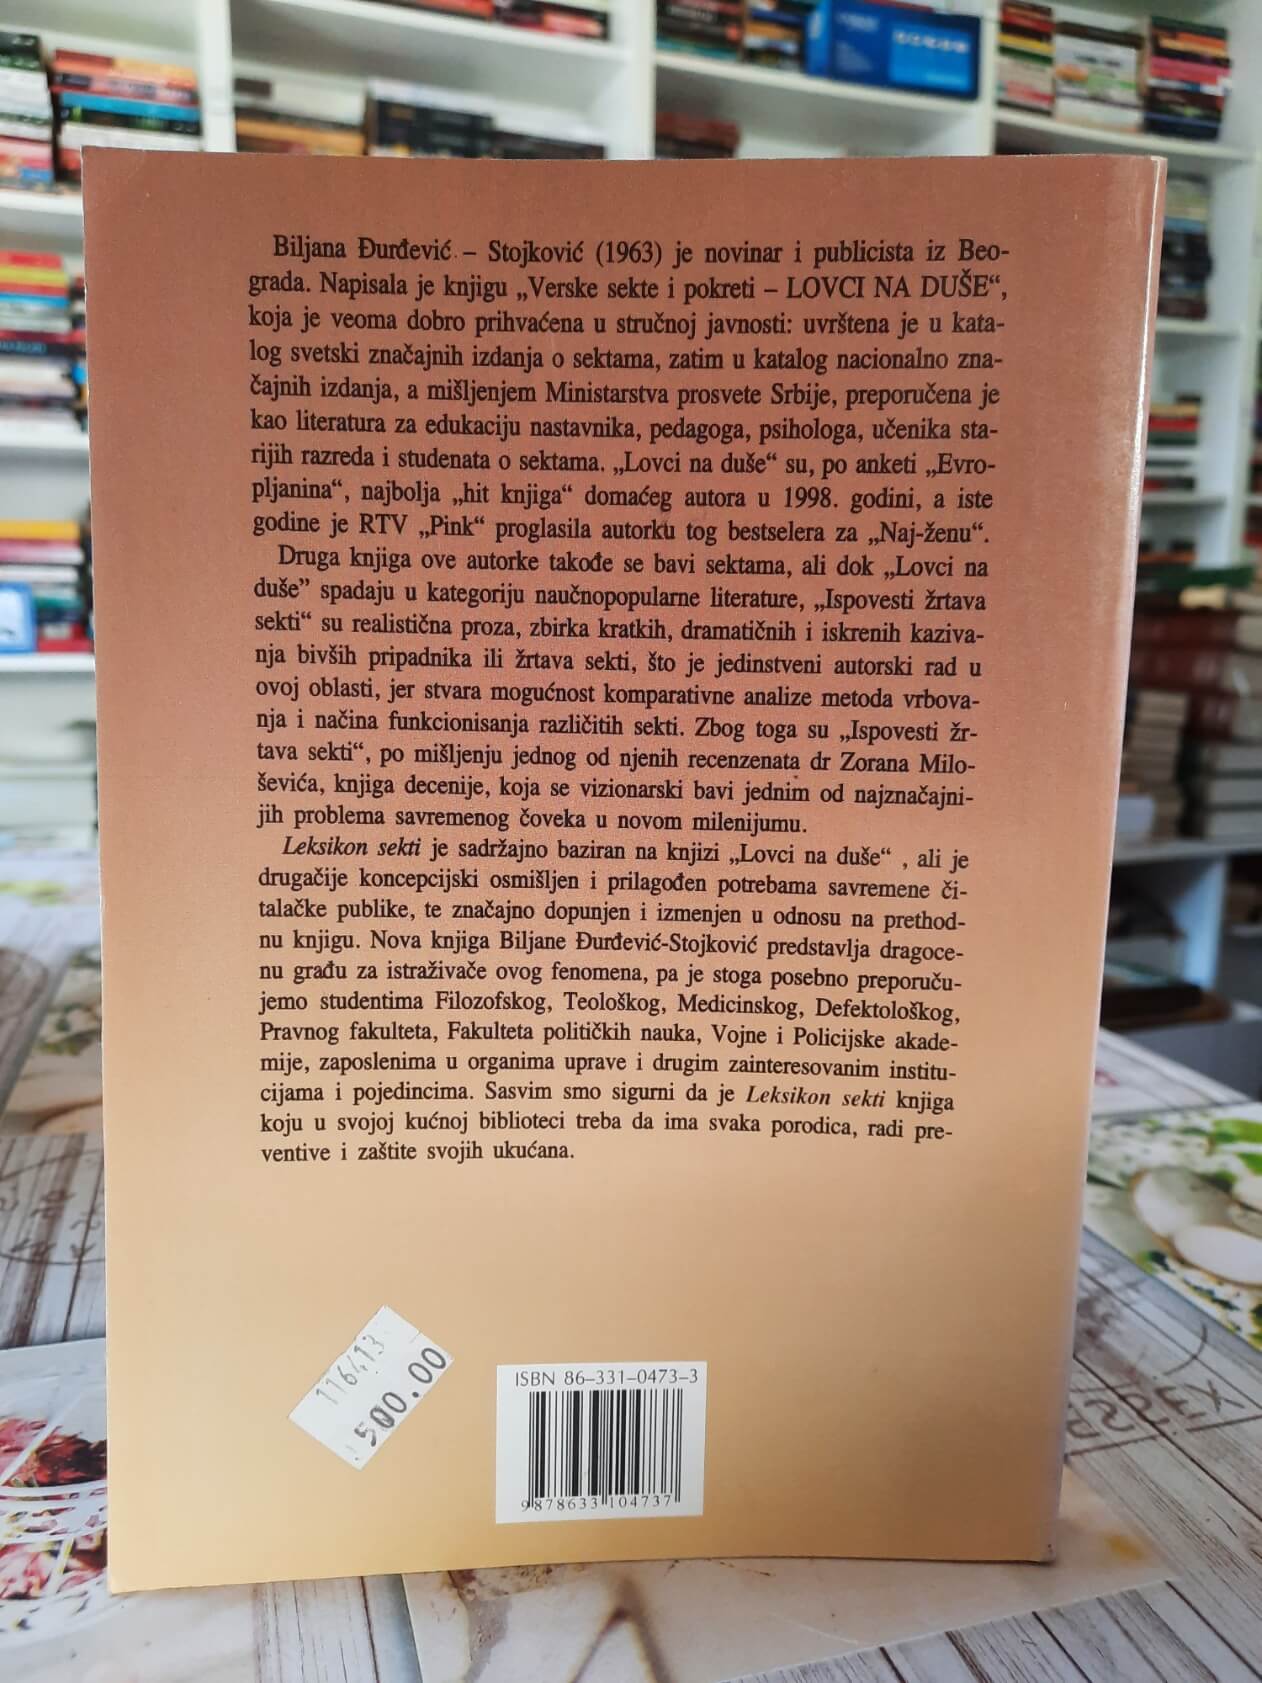 Biljana Đurđević – Stojković (1963) je novinar i publicista iz Beo-
grada. Napisala je knjigu „Verske sekte i pokreti – LOVCI NA DUŠE“,
koja je veoma dobro prihvaćena u stručnoj javnosti: uvrštena je u kata-
log svetski značajnih izdanja o sektama, zatim u katalog nacionalno zna-
čajnih izdanja, a mišljenjem Ministarstva prosvete Srbije, preporučena je
kao literatura za edukaciju nastavnika, pedagoga, psihologa, učenika sta-
rijih razreda i studenata o sektama. „Lovci na duše“ su, po anketi „Evro-
pljanina“, najbolja „hit knjiga“ domaćeg autora u 1998. godini, a iste
godine je RTV „Pink“ proglasila autorku tog bestselera za „Naj-ženu“.
Druga knjiga ove autorke takođe se bavi sektama, ali dok „Lovci na
duše” spadaju u kategoriju naučnopopularne literature, „Ispovesti žrtava
sekti“ su realistična proza, zbirka kratkih, dramatičnih i iskrenih kaziva-
nja bivših pripadnika ili žrtava sekti, što je jedinstveni autorski rad u
ovoj oblasti, jer stvara mogućnost komparativne analize metoda vrbova-
nja i načina funkcionisanja različitih sekti. Zbog toga su „Ispovesti žr-
tava sekti“, po mišljenju jednog od njenih recenzenata dr Zorana Milo-
ševića, knjiga decenije, koja se vizionarski bavi jednim od najznačajni-
jih problema savremenog čoveka u novom milenijumu.
Leksikon sekti je sadržajno baziran na knjizi „Lovci na duše“ , ali je
drugačije koncepcijski osmišljen i prilagođen potrebama savremene či-
talačke publike, te značajno dopunjen i izmenjen u odnosu na prethod-
nu knjigu. Nova knjiga Biljane Đurđević-Stojković predstavlja dragoce-
nu građu za istraživače ovog fenomena, pa je stoga posebno preporuču-
jemo studentima Filozofskog, Teološkog, Medicinskog, Defektološkog,
Pravnog fakulteta, Fakulteta političkih nauka, Vojne i Policijske akade-
mije, zaposlenima u organima uprave i drugim zainteresovanim institu-
cijama i pojedincima. Sasvim smo sigurni da je Leksikon sekti knjiga
koju u svojoj kućnoj biblioteci treba da ima svaka porodica, radi pre-
ventive i zaštite svojih ukućana.
116413
500.00
ISBN 86–331–0473–3
9 878633 104737